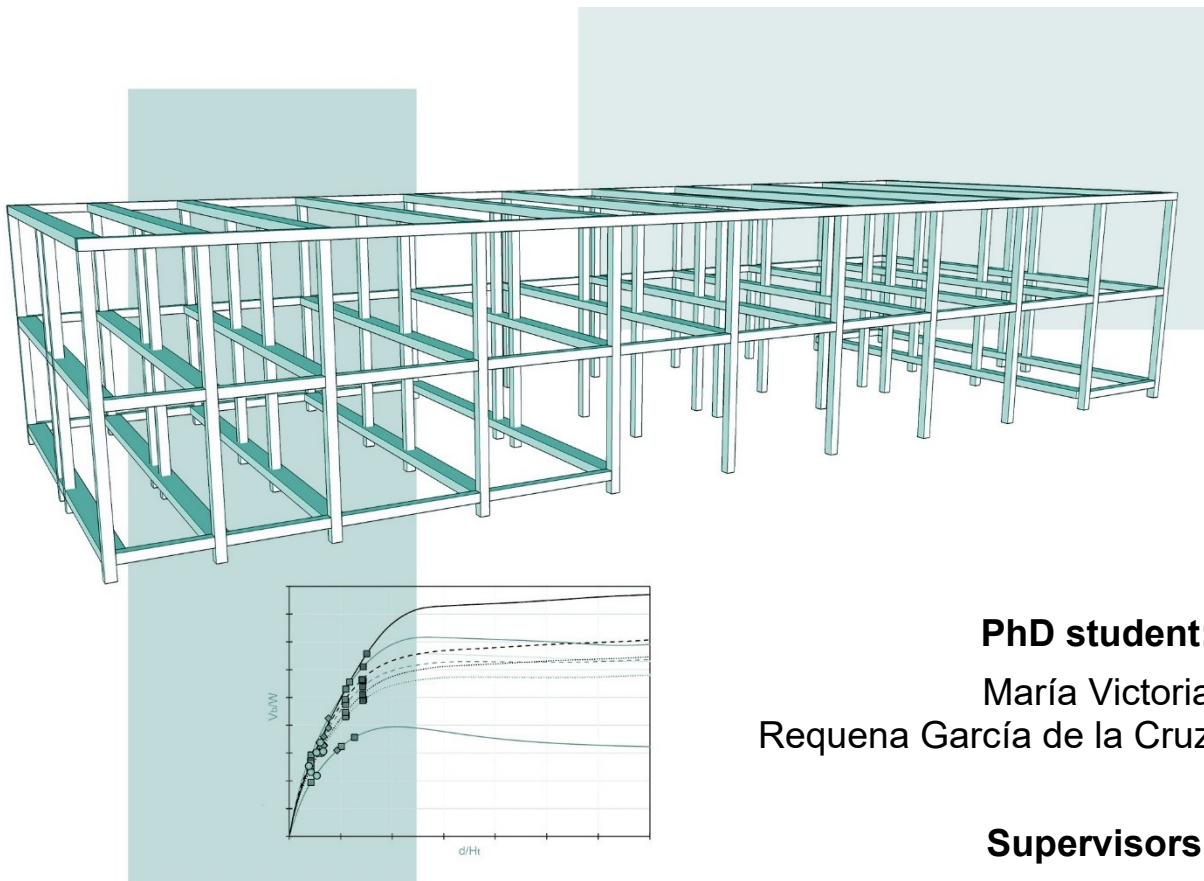 PhD student:
María Victoria
Requena García de la Cruz
Vb/W
d/Ht
Supervisors